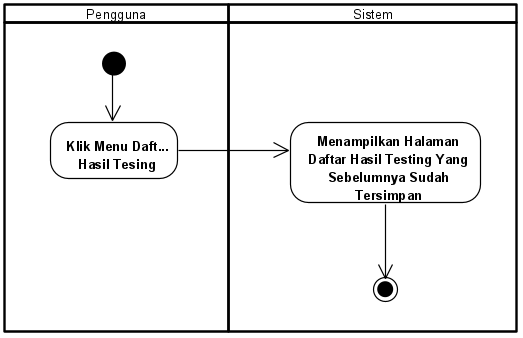 Pengguna
Sistem
Klik Menu Daft...
Hasil Tesing
Menampilkan Halaman
Daftar Hasil Testing Yang
Sebelumnya Sudah
Tersimpan